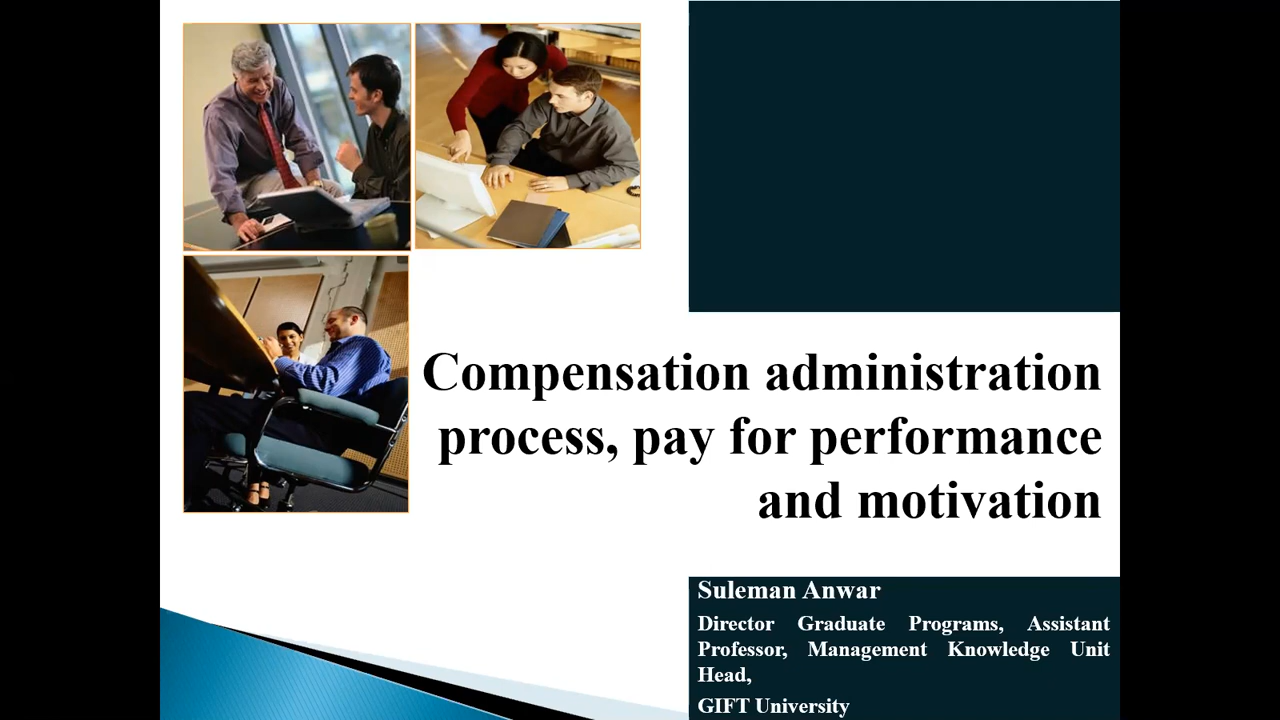 Compensation administration
process, pay for performance
and motivation
Suleman Anwar
Director Graduate Programs, Assistant
Professor, Management Knowledge Unit
Head,
GIFT University